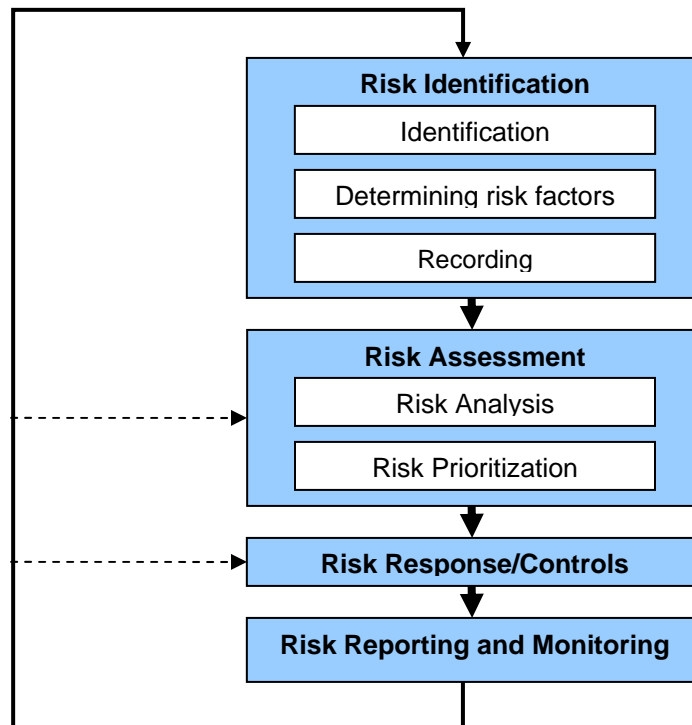 Risk Identification
Identification
Determining risk factors
Recording
Risk Assessment
Risk Analysis
Risk Prioritization
Risk Response/Controls
Risk Reporting and Monitoring